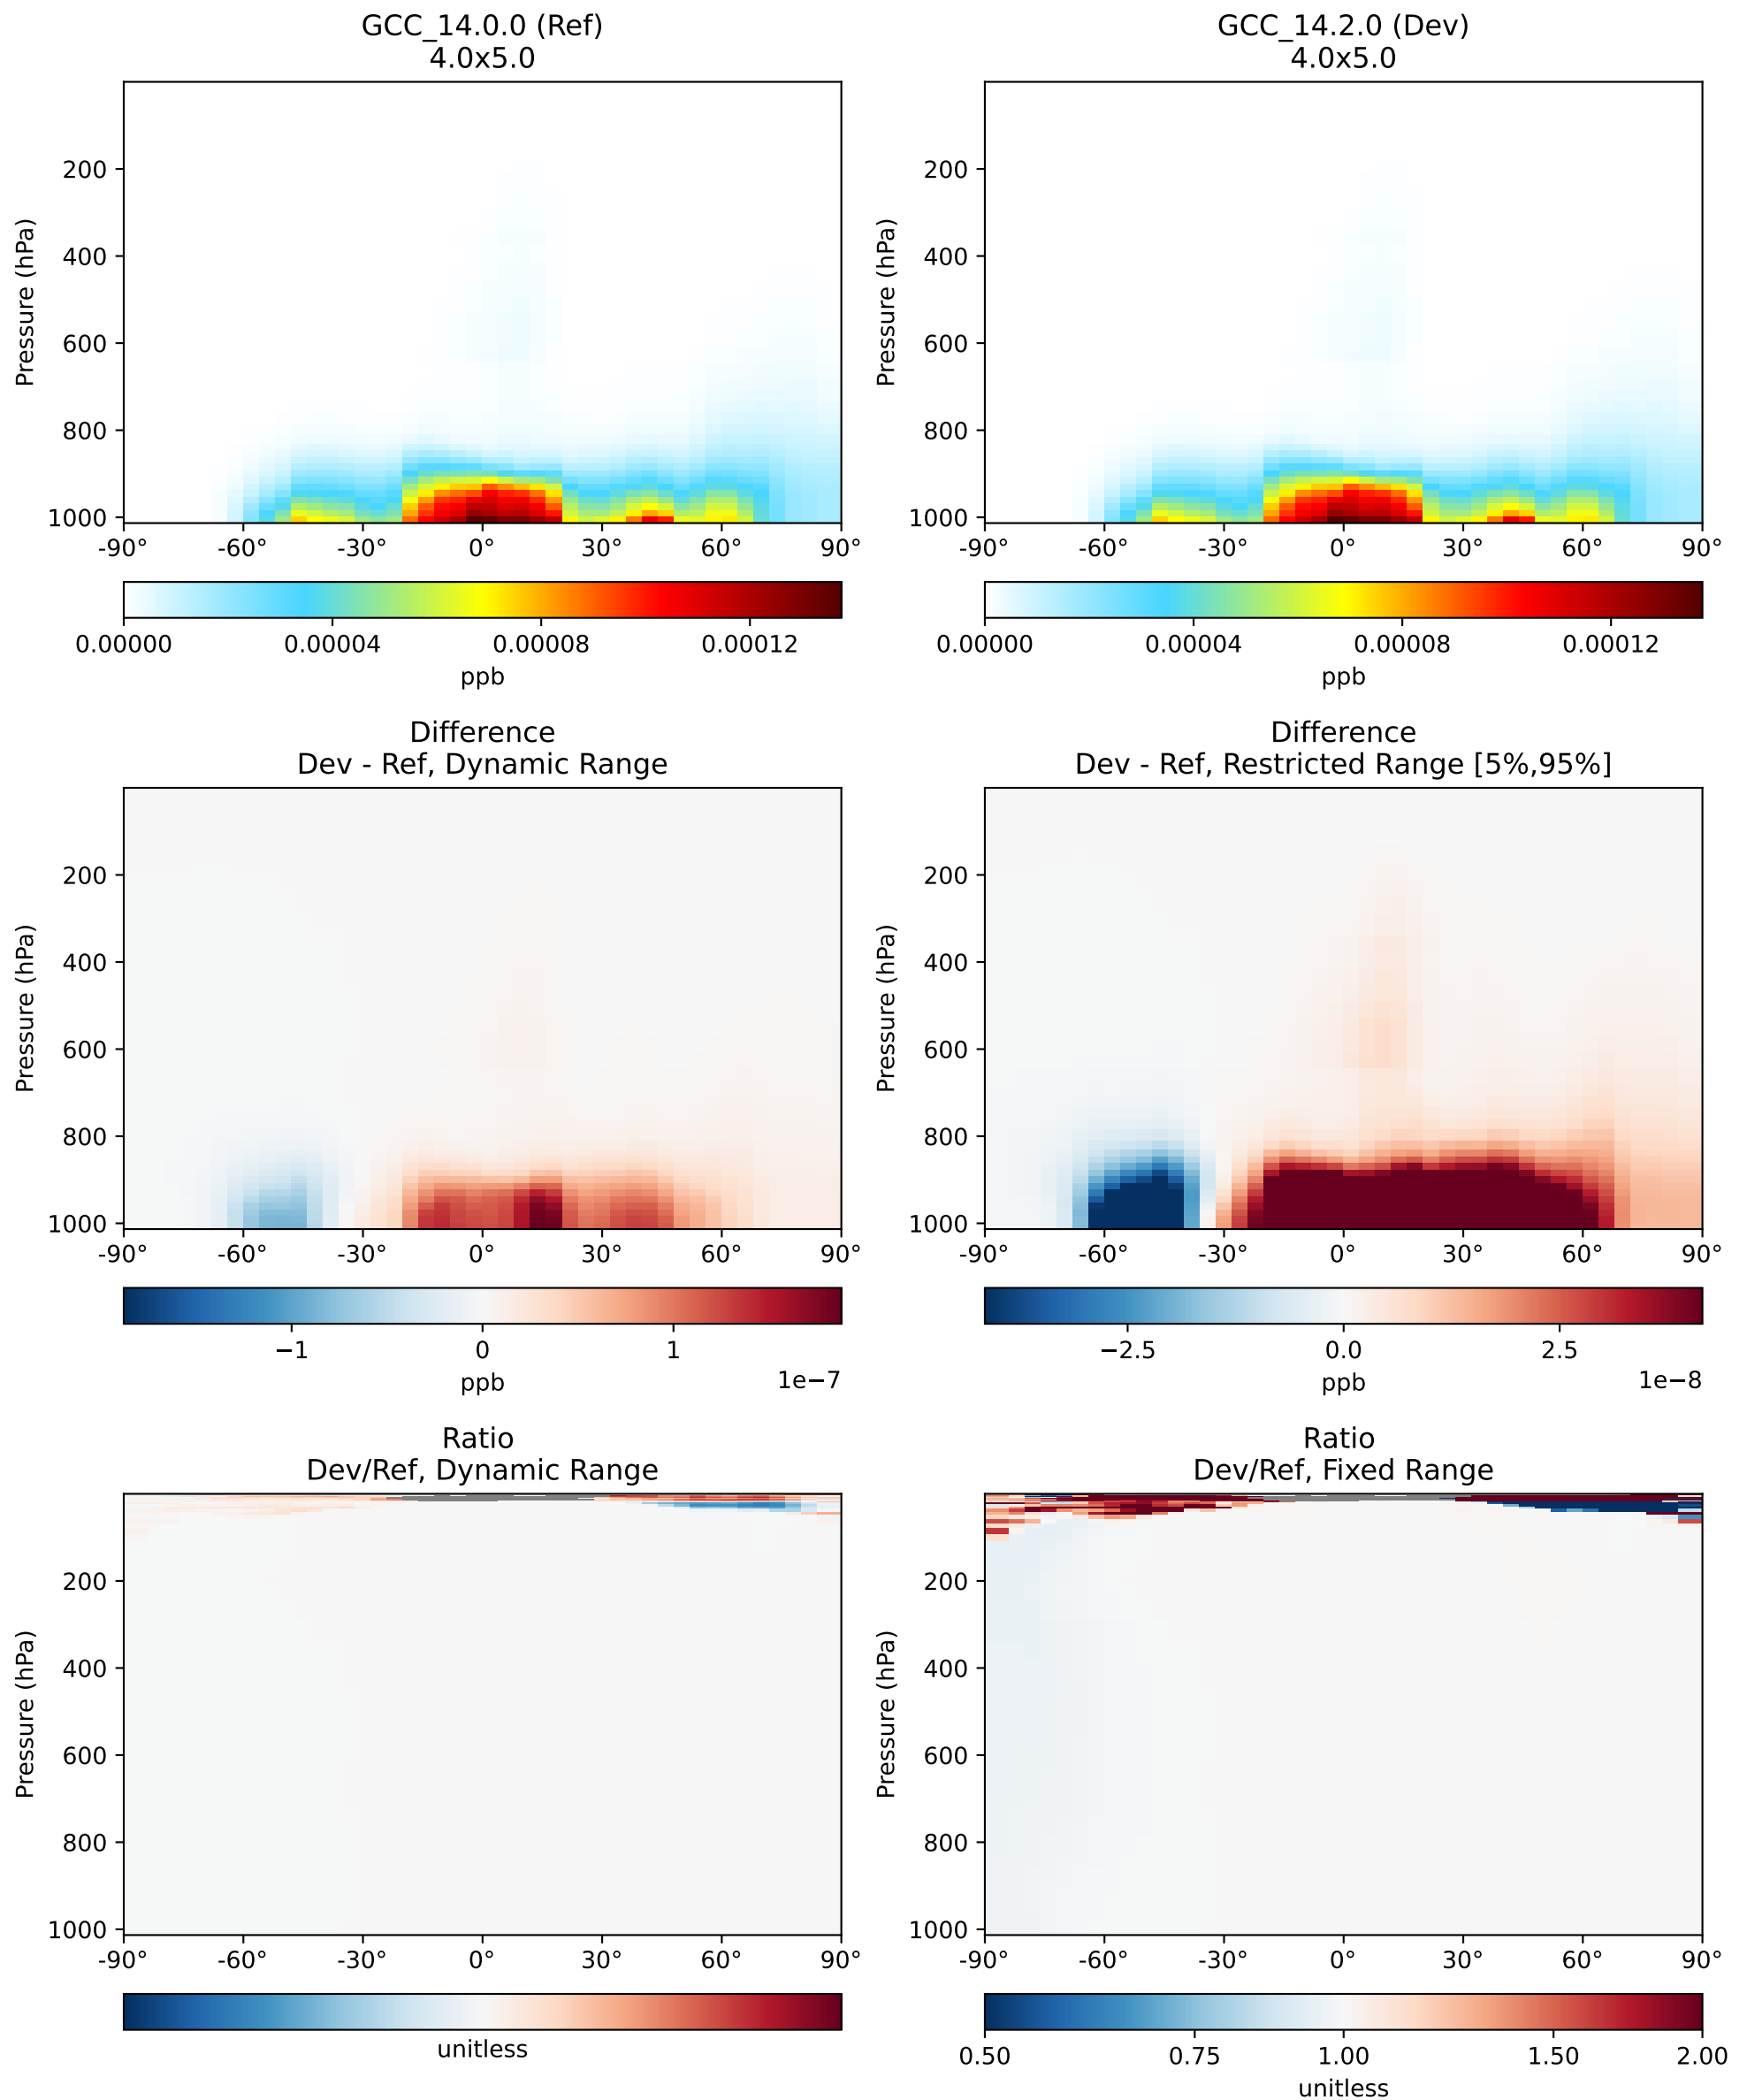 GCC_14.0.0 (Ref)
4.0x5.0
GCC_14.2.0 (Dev)
4.0x5.0
Pressure (hPa)
200
400
600
800
1000
-90° -60° -30° 0° 30° 60° 90°
Pressure (hPa)
200
400
600
800
1000
-90° -60° -30° 0° 30° 60° 90°
0.00000 0.00004 0.00008 0.00012
ppb
0.00000 0.00004 0.00008 0.00012
ppb
Difference
Dev - Ref, Dynamic Range
Difference
Dev - Ref, Restricted Range [5%,95%]
Pressure (hPa)
200
400
600
800
1000
-90° -60° -30° 0° 30° 60° 90°
Pressure (hPa)
200
400
600
800
1000
-90° -60° -30° 0° 30° 60° 90°
−1 0 1
ppb
1e−7
−2.5 0.0 2.5
ppb
1e−8
Ratio
Dev/Ref, Dynamic Range
Ratio
Dev/Ref, Fixed Range
Pressure (hPa)
200
400
600
800
1000
-90° -60° -30° 0° 30° 60° 90°
Pressure (hPa)
200
400
600
800
1000
-90° -60° -30° 0° 30° 60° 90°
unitless
0.50 0.75 1.00 1.50 2.00
unitless